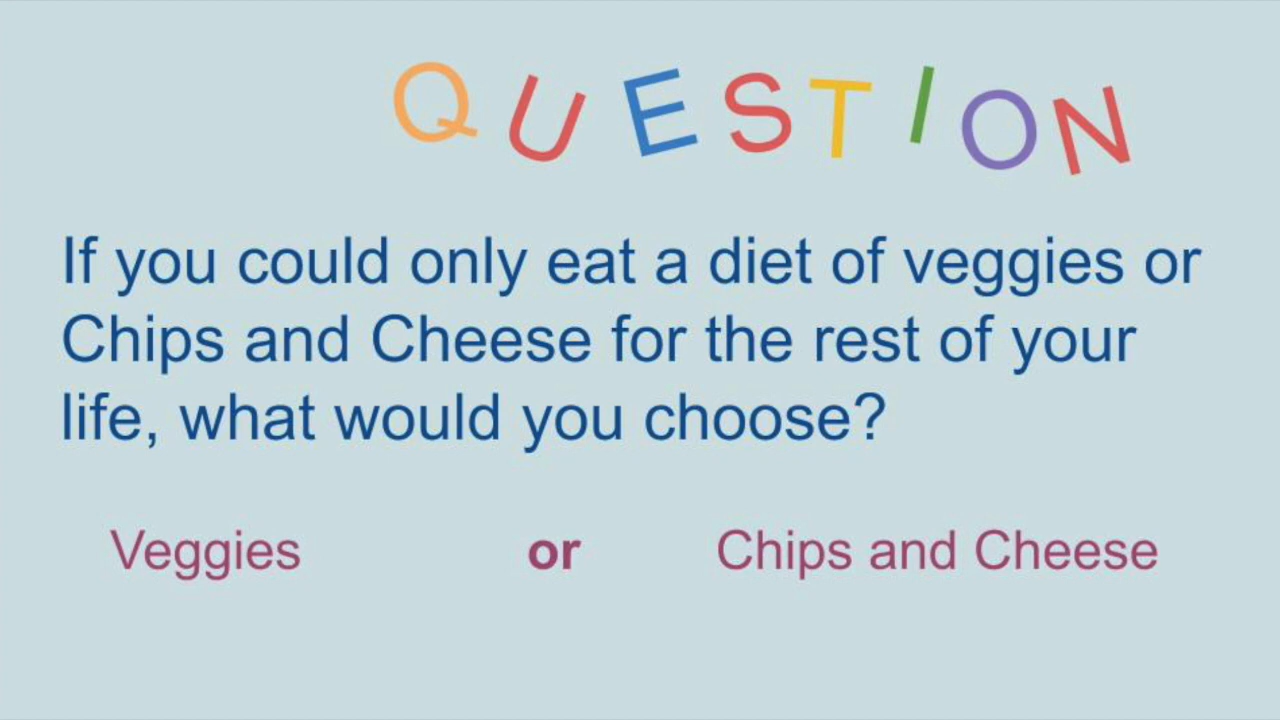 QUESTION
If you could only eat a diet of veggies or
Chips and Cheese for the rest of your
life, what would you choose?
Veggies or Chips and Cheese